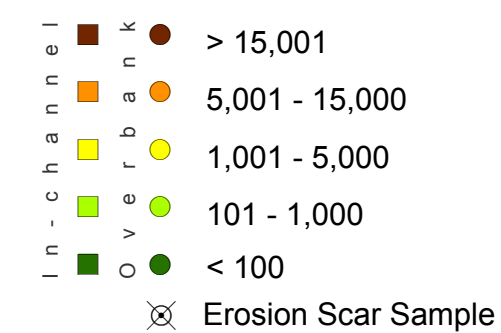 In-channel
Overbank
> 15,001
5,001 - 15,000
1,001 - 5,000
101 - 1,000
< 100
Erosion Scar Sample